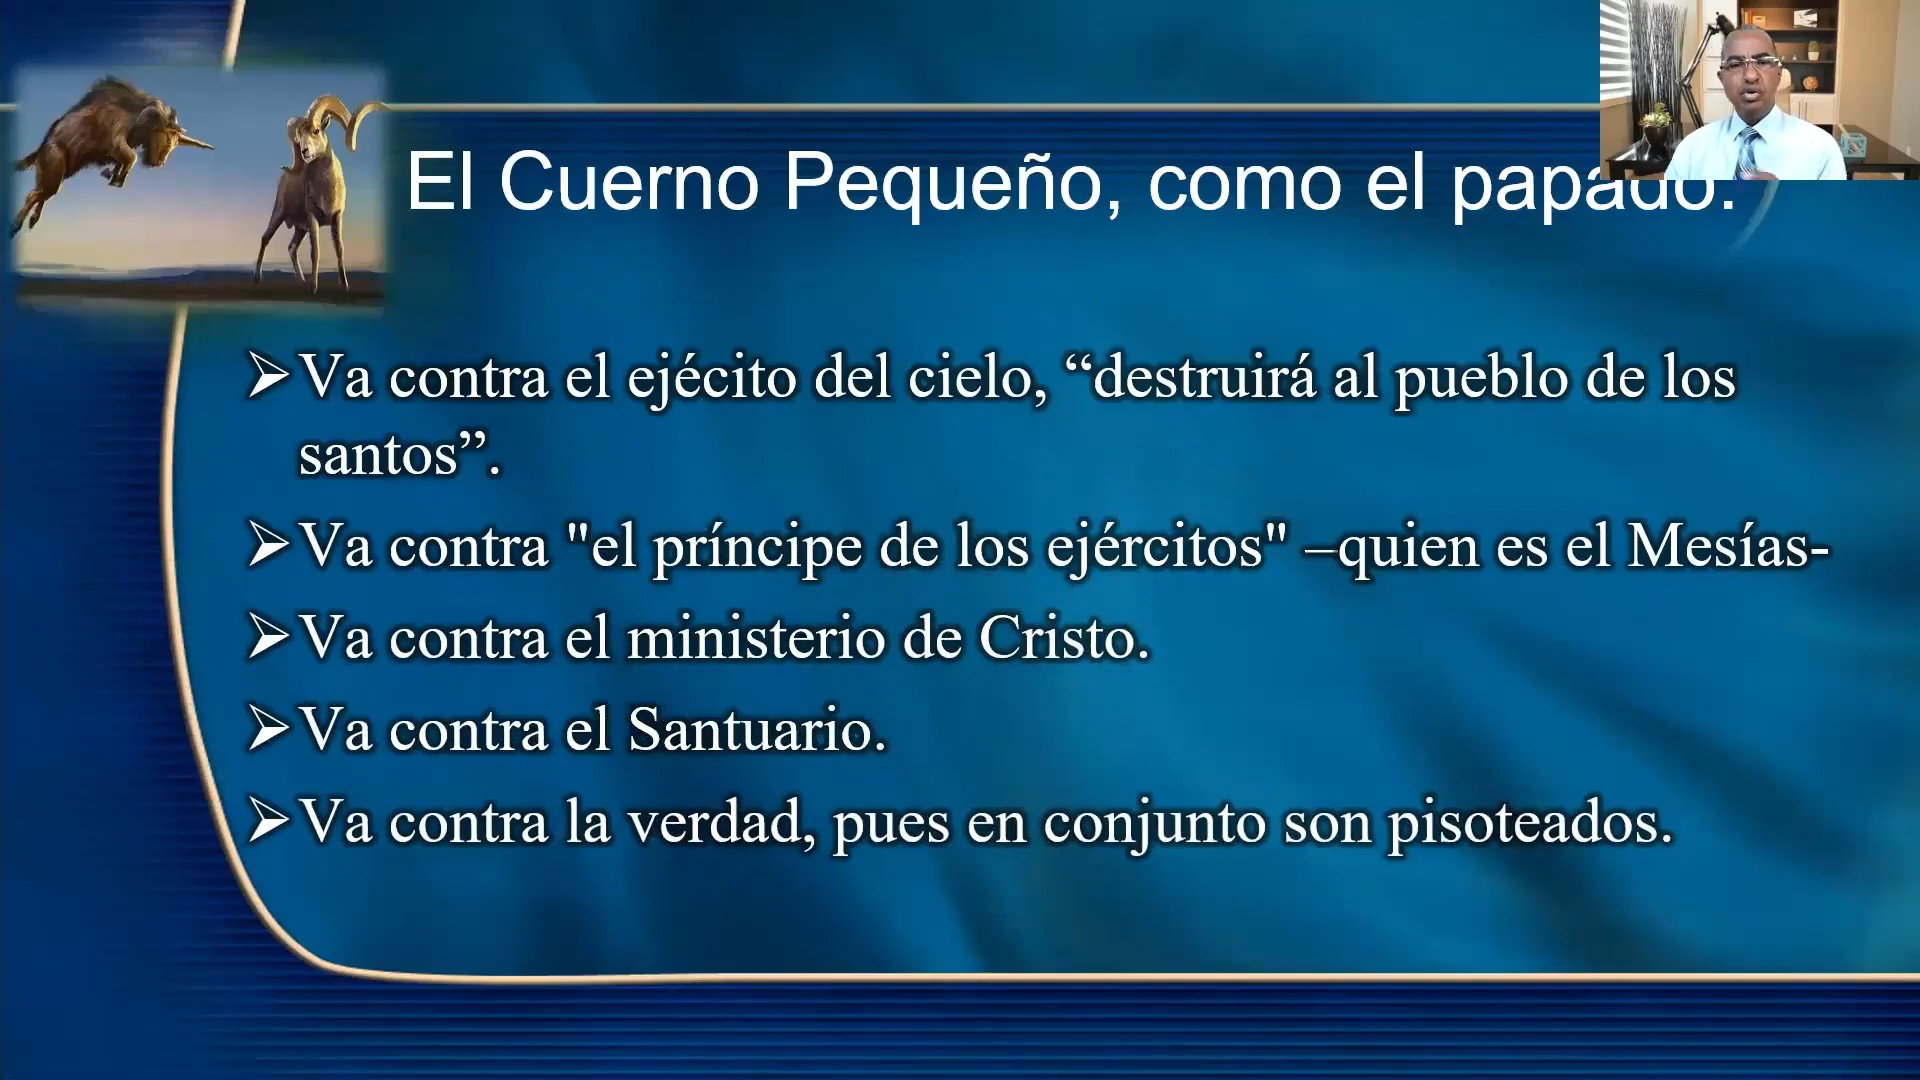 El Cuerno Pequeño, como el papado.
Va contra el ejécito del cielo, “destruirá al pueblo de los
santos”.
Va contra "el príncipe de los ejércitos" –quien es el Mesías-
Va contra el ministerio de Cristo.
Va contra el Santuario.
Va contra la verdad, pues en conjunto son pisoteados.